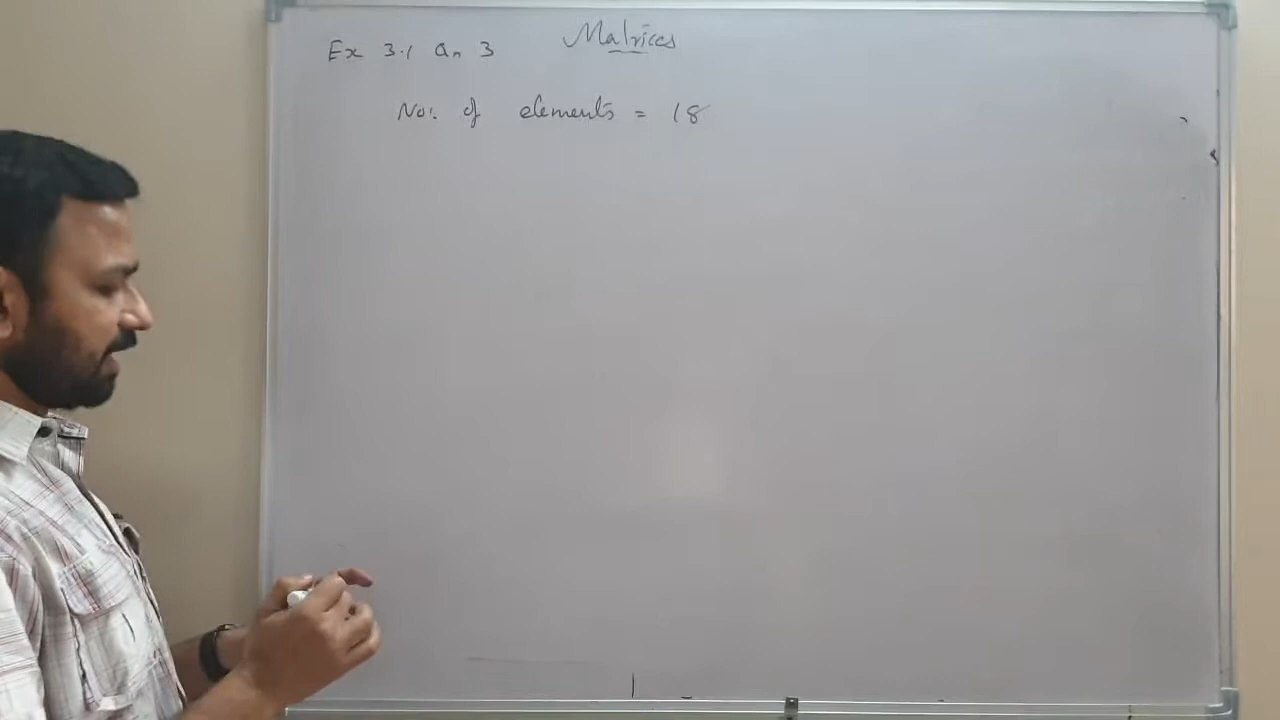 Matrices
Ex 3.1 Qn 3
No: of elements = 18